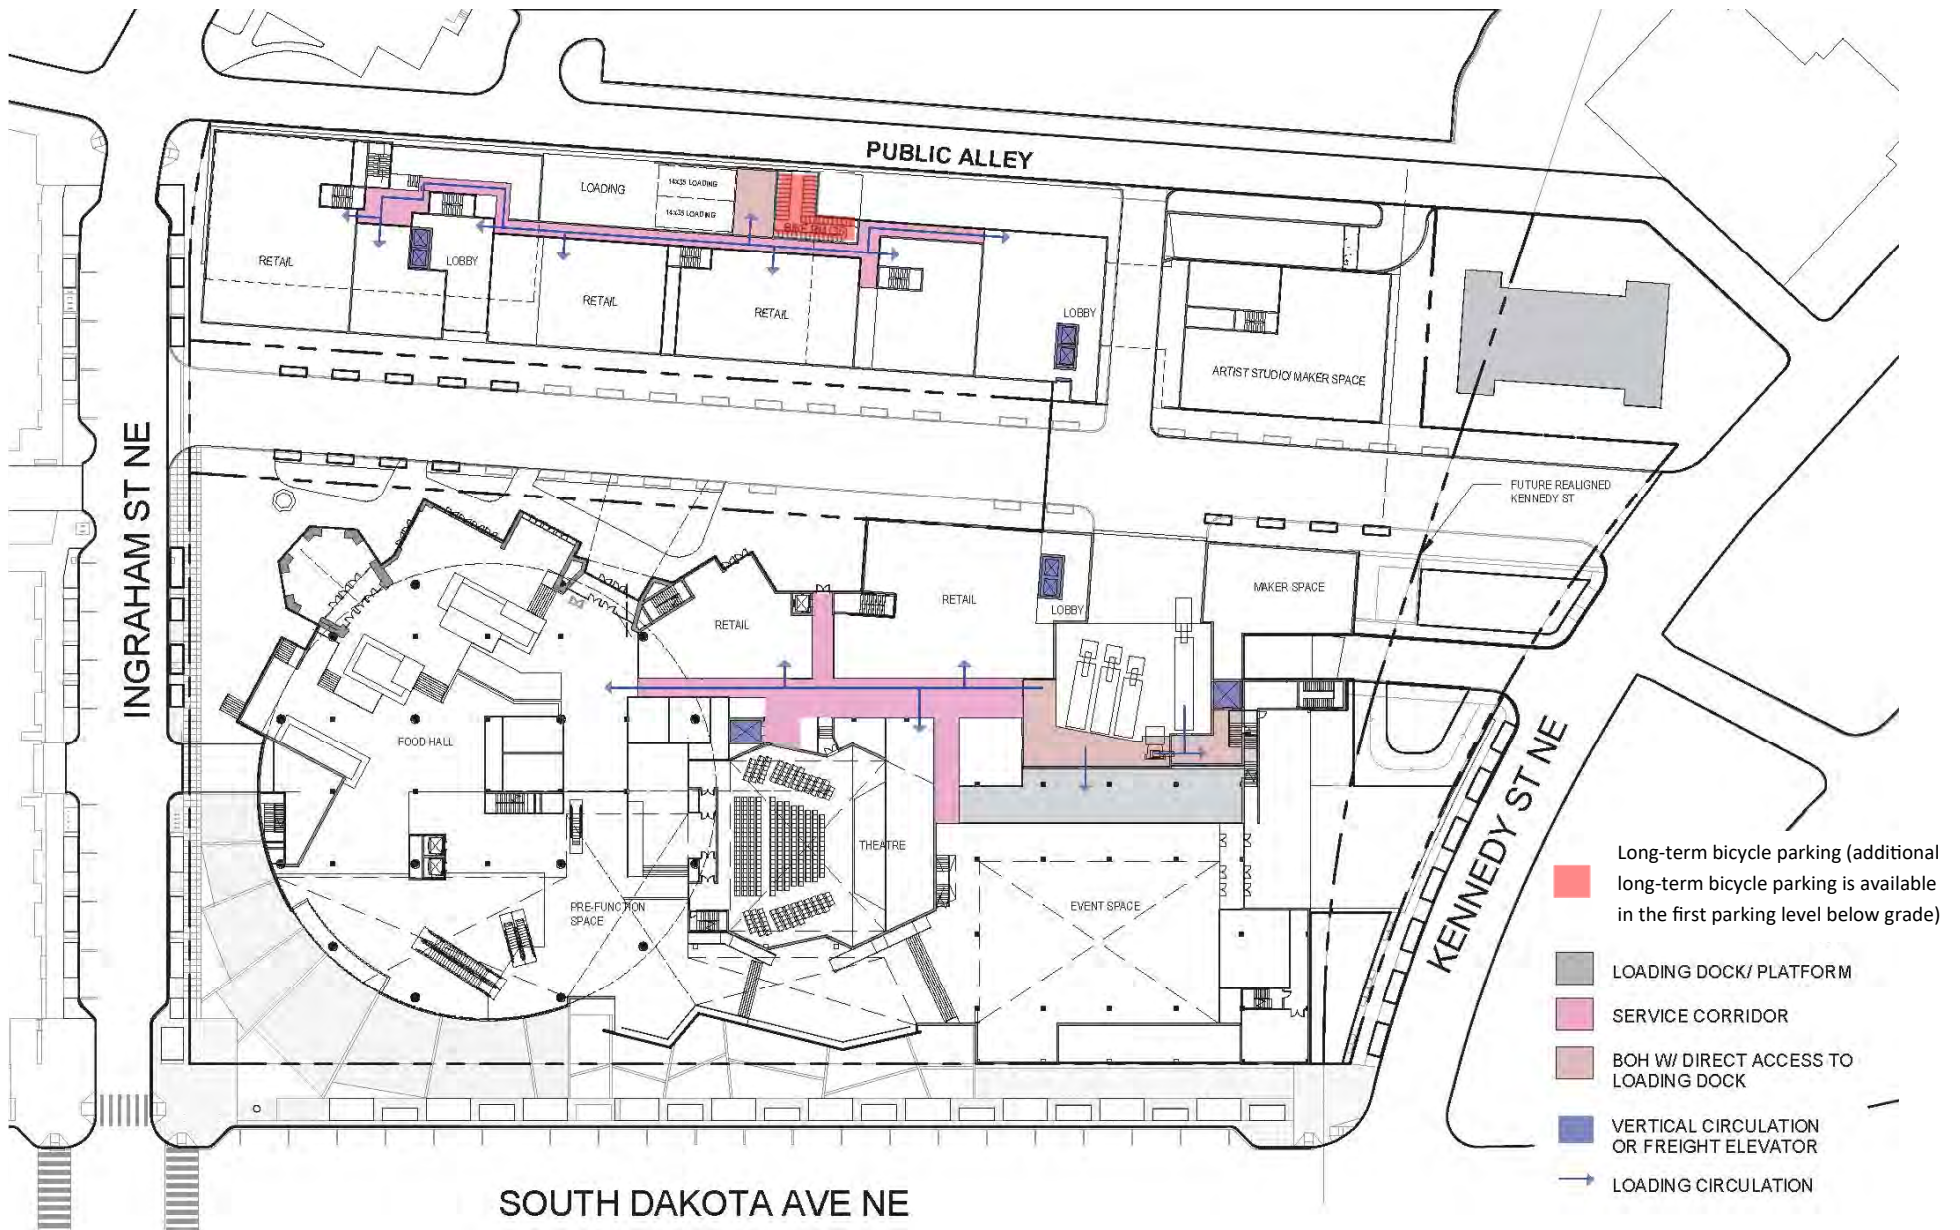 PUBLIC ALLEY
LOADING
14x35 LOADING
14x35 LOADING
RETAIL
LOBBY
RETAIL
RETAIL
LOBBY
ARTIST STUDIO/ MAKER SPACE
INGRAHAM ST NE
FUTURE REALIGNED
KENNEDY ST
RETAIL
RETAIL
LOBBY
MAKER SPACE
FOOD HALL
THEATRE
PRE-FUNCTION
SPACE
EVENT SPACE
KENNEDY ST NE
SOUTH DAKOTA AVE NE
Long-term bicycle parking (additional
long-term bicycle parking is available
in the first parking level below grade)
LOADING DOCK/ PLATFORM
SERVICE CORRIDOR
BOH W/ DIRECT ACCESS TO
LOADING DOCK
VERTICAL CIRCULATION
OR FREIGHT ELEVATOR
LOADING CIRCULATION